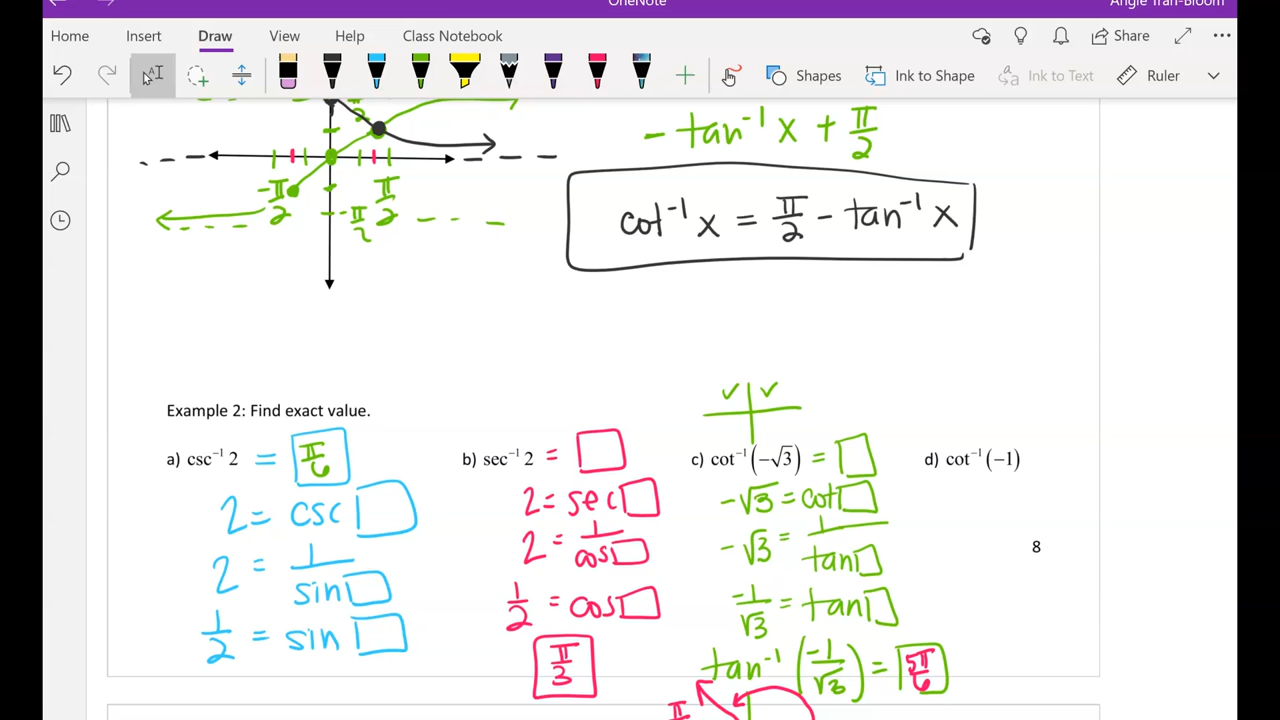 OneNote
Angie Tran-Bloom
Home Insert Draw View Help Class Notebook Share
Shapes Ink to Shape Ink to Text Ruler
π/2
- tan⁻¹ x + π/2
-π/2 π/2
-π/2
cot⁻¹ x = π/2 - tan⁻¹ x
Example 2: Find exact value.
a) csc⁻¹ 2 = π/6
2 = csc □
2 = 1/sin □
1/2 = sin □
b) sec⁻¹ 2 = □
2 = sec □
2 = 1/cos □
1/2 = cos □
π/3
✓ ✓
c) cot⁻¹ (-√3) = □
-√3 = cot □
-√3 = 1/tan □
-1/√3 = tan □
tan⁻¹ (-1/√3) = 5π/6
d) cot⁻¹ (-1)
8